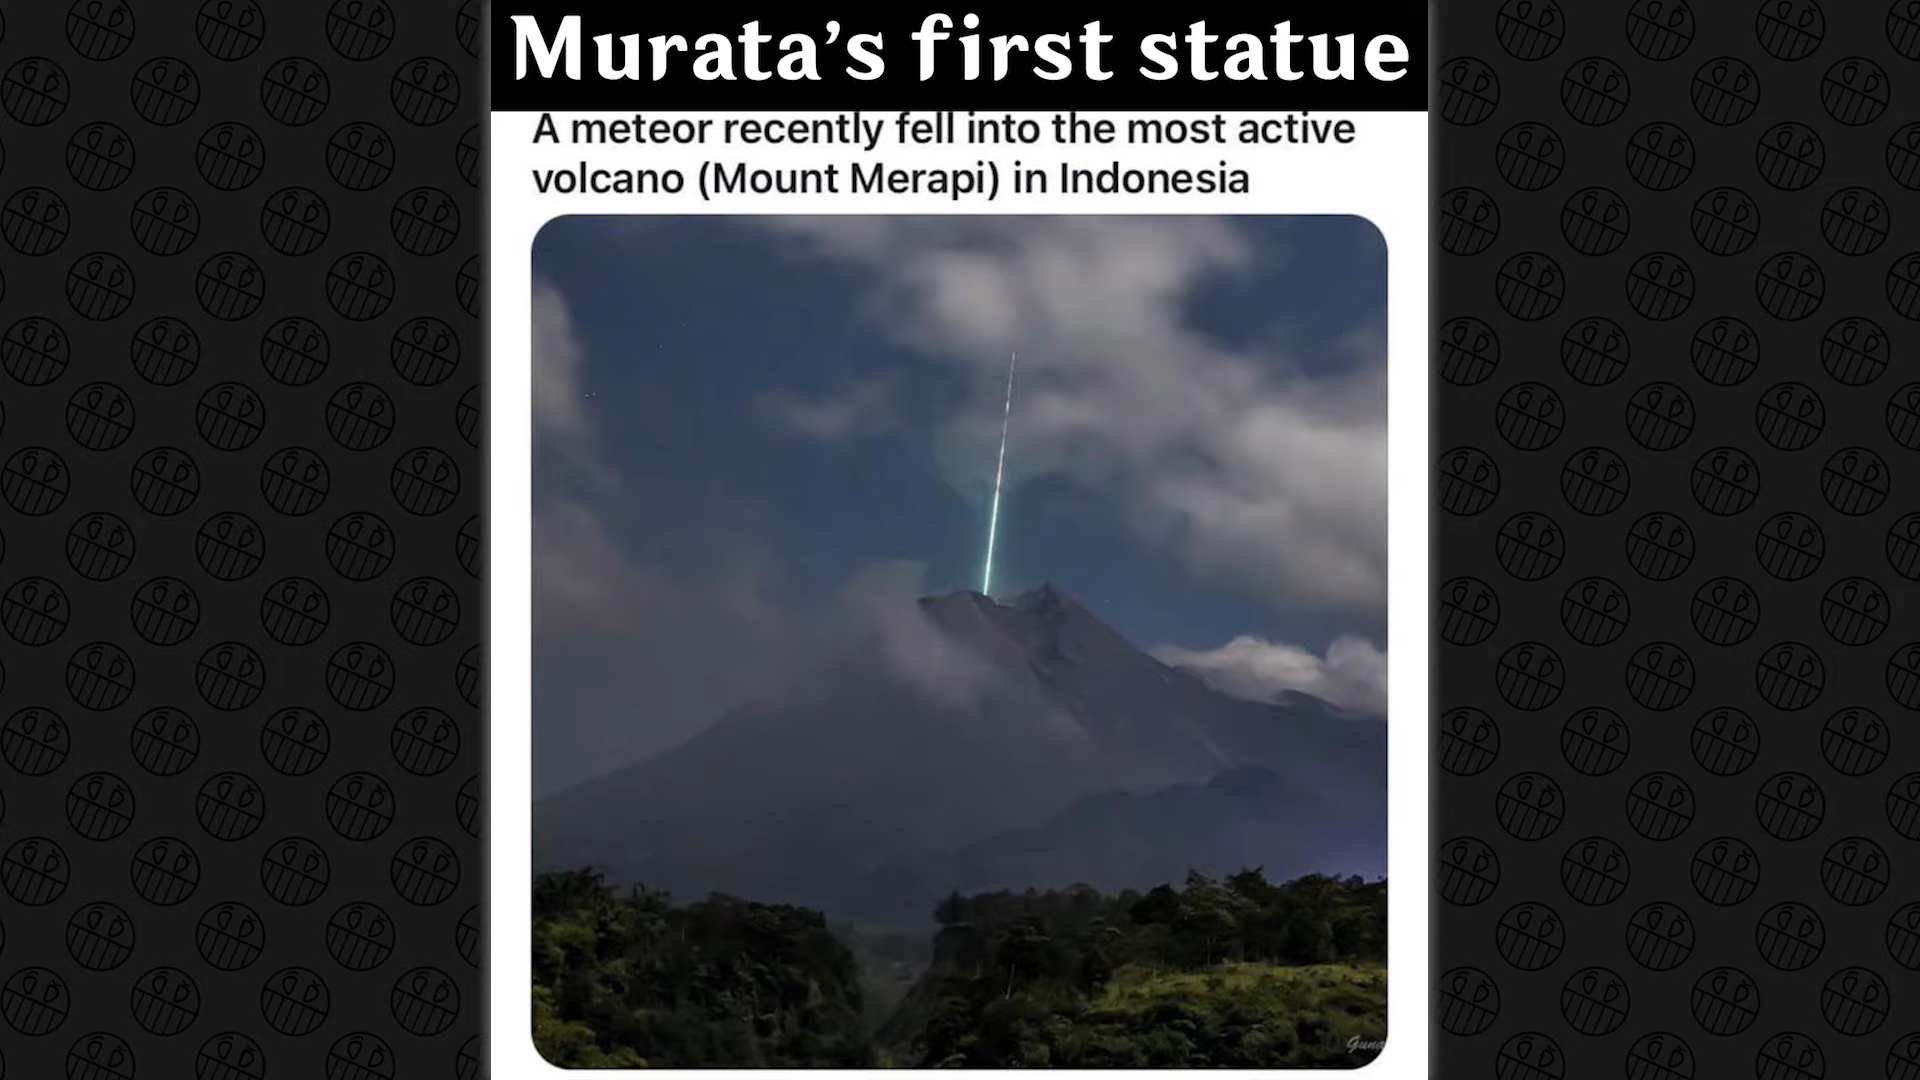 Murata's first statue
A meteor recently fell into the most active
volcano (Mount Merapi) in Indonesia